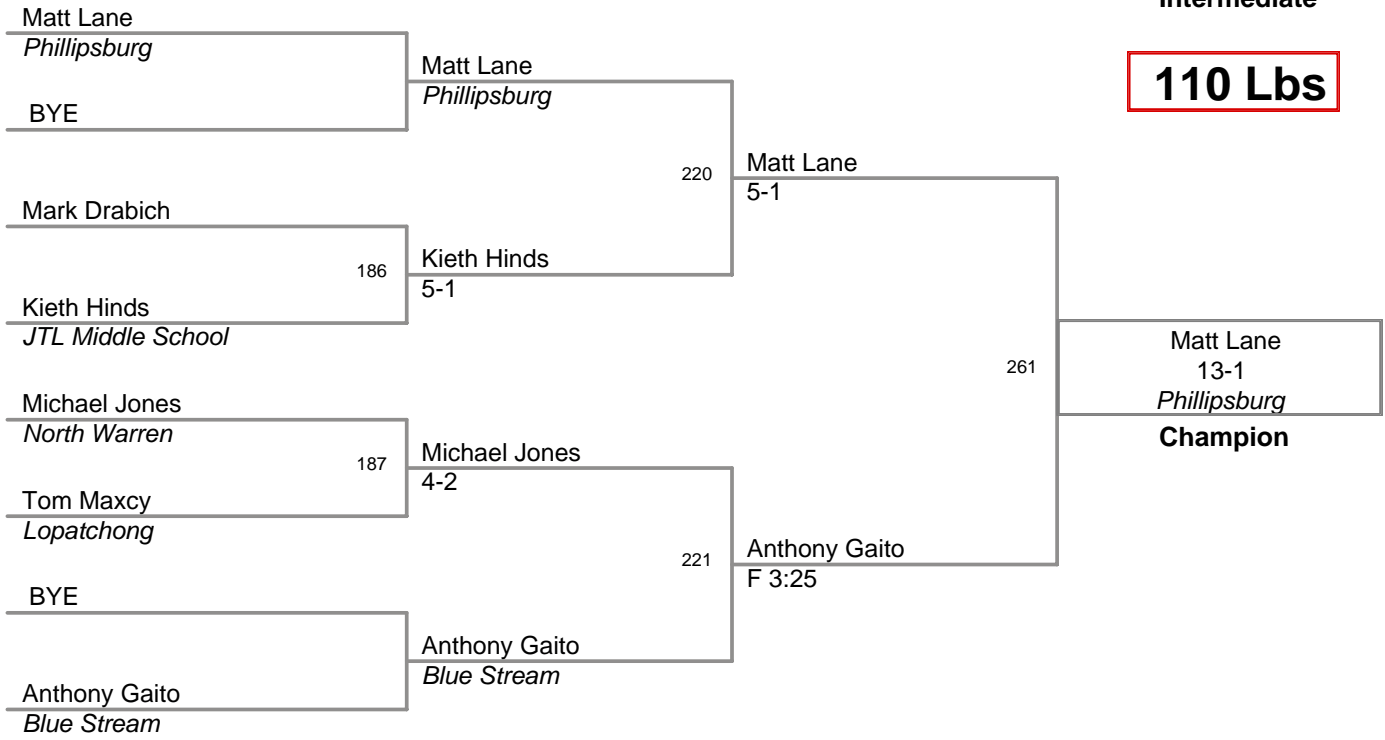 Intermediate
110 Lbs
Matt Lane
Phillipsburg
BYE
Mark Drabich
Kieth Hinds
JTL Middle School
Michael Jones
North Warren
Tom Maxcy
Lopatchong
BYE
Anthony Gaito
Blue Stream
Matt Lane
Phillipsburg
186
Kieth Hinds
5-1
187
Michael Jones
4-2
Anthony Gaito
Blue Stream
220
Matt Lane
5-1
221
Anthony Gaito
F 3:25
261
Matt Lane
13-1
Phillipsburg
Champion